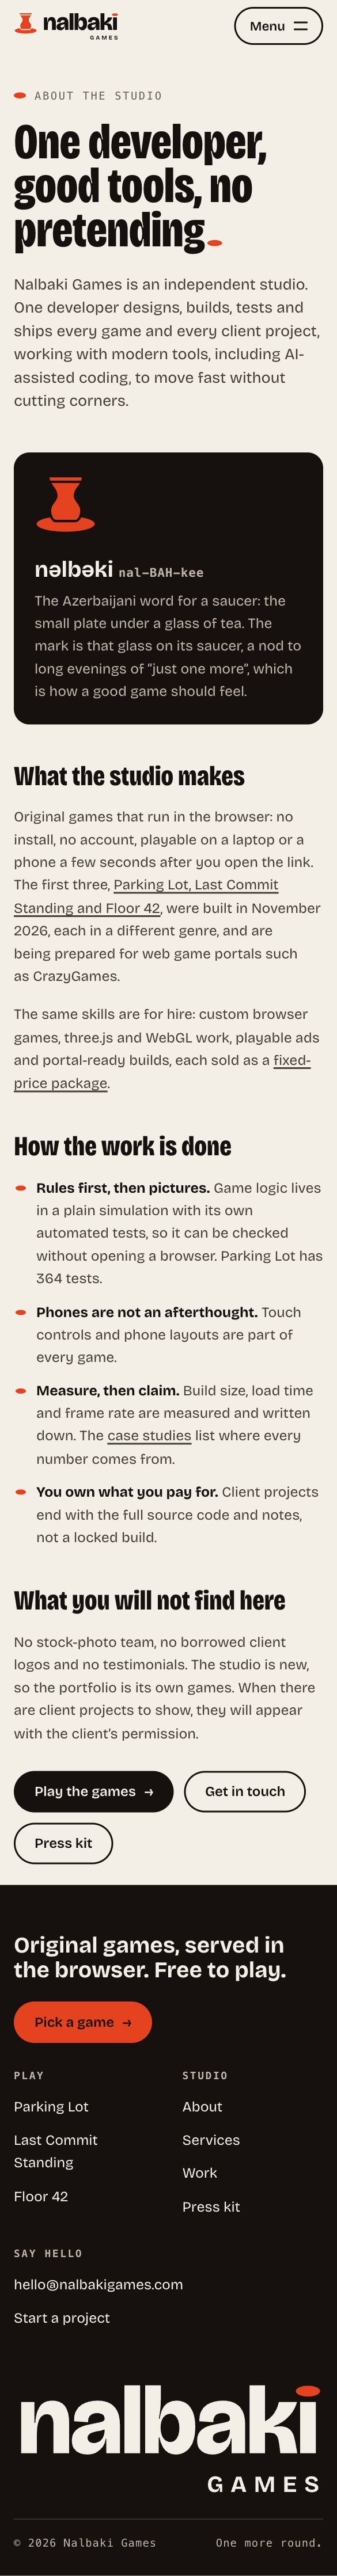 nalbaki
GAMES
Menu
ABOUT THE STUDIO
One developer,
good tools, no
pretending
Nalbaki Games is an independent studio.
One developer designs, builds, tests and
ships every game and every client project,
working with modern tools, including AI-
assisted coding, to move fast without
cutting corners.
nəlbəki nal-BAH-kee
The Azerbaijani word for a saucer: the
small plate under a glass of tea. The
mark is that glass on its saucer, a nod to
long evenings of “just one more”, which
is how a good game should feel.
What the studio makes
Original games that run in the browser: no
install, no account, playable on a laptop or a
phone a few seconds after you open the link.
The first three, Parking Lot, Last Commit
Standing and Floor 42, were built in November
2026, each in a different genre, and are
being prepared for web game portals such
as CrazyGames.
The same skills are for hire: custom browser
games, three.js and WebGL work, playable ads
and portal-ready builds, each sold as a fixed-
price package.
How the work is done
Rules first, then pictures. Game logic lives
in a plain simulation with its own
automated tests, so it can be checked
without opening a browser. Parking Lot has
364 tests.
Phones are not an afterthought. Touch
controls and phone layouts are part of
every game.
Measure, then claim. Build size, load time
and frame rate are measured and written
down. The case studies list where every
number comes from.
You own what you pay for. Client projects
end with the full source code and notes,
not a locked build.
What you will not find here
No stock-photo team, no borrowed client
logos and no testimonials. The studio is new,
so the portfolio is its own games. When there
are client projects to show, they will appear
with the client’s permission.
Play the games →
Get in touch
Press kit
Original games, served in
the browser. Free to play.
Pick a game →
PLAY
Parking Lot
Last Commit
Standing
Floor 42
STUDIO
About
Services
Work
Press kit
SAY HELLO
hello@nalbakigames.com
Start a project
nalbaki
GAMES
© 2026 Nalbaki Games
One more round.